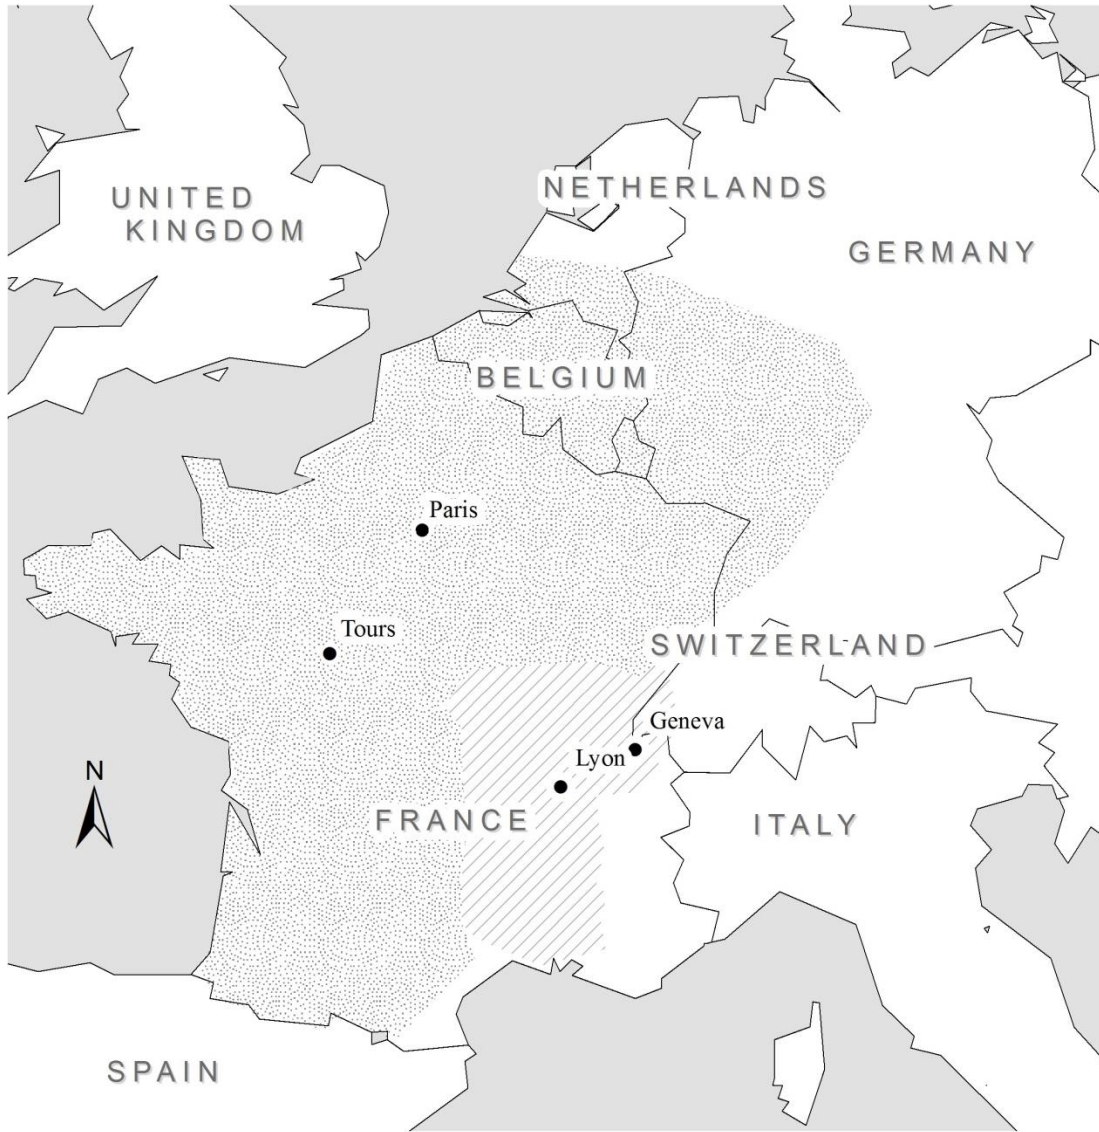 NETHERLANDS
UNITED
KINGDOM
GERMANY
BELGIUM
Paris
Tours
SWITZERLAND
Geneva
Lyon
N
FRANCE
ITALY
SPAIN